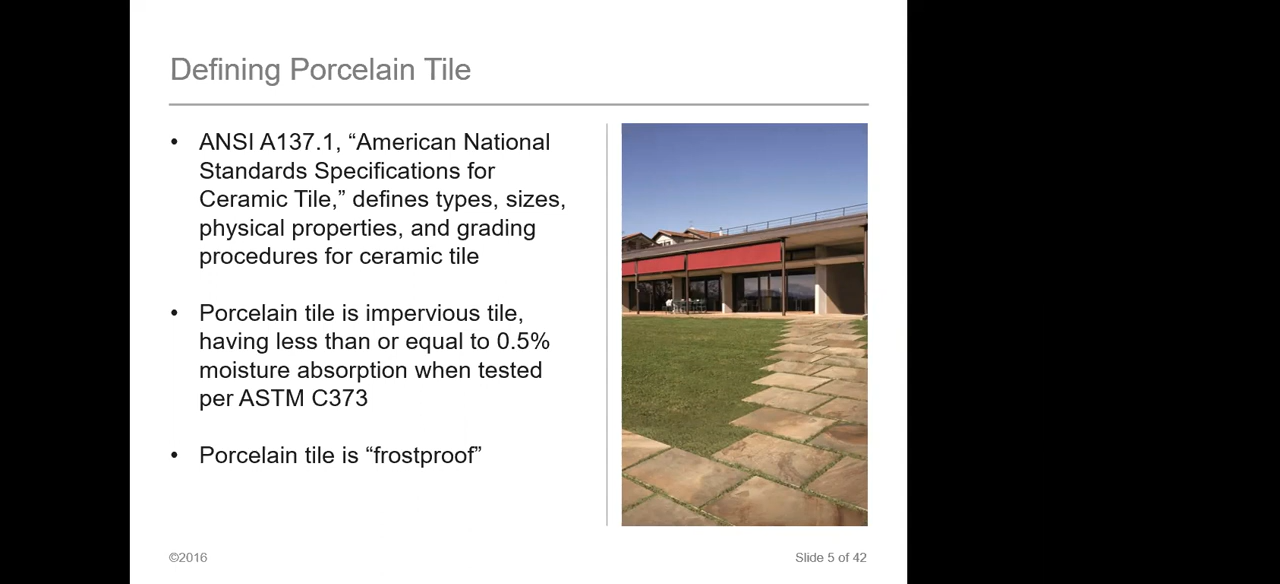 Defining Porcelain Tile
• ANSI A137.1, “American National
Standards Specifications for
Ceramic Tile,” defines types, sizes,
physical properties, and grading
procedures for ceramic tile
• Porcelain tile is impervious tile,
having less than or equal to 0.5%
moisture absorption when tested
per ASTM C373
• Porcelain tile is “frostproof”
©2016
Slide 5 of 42